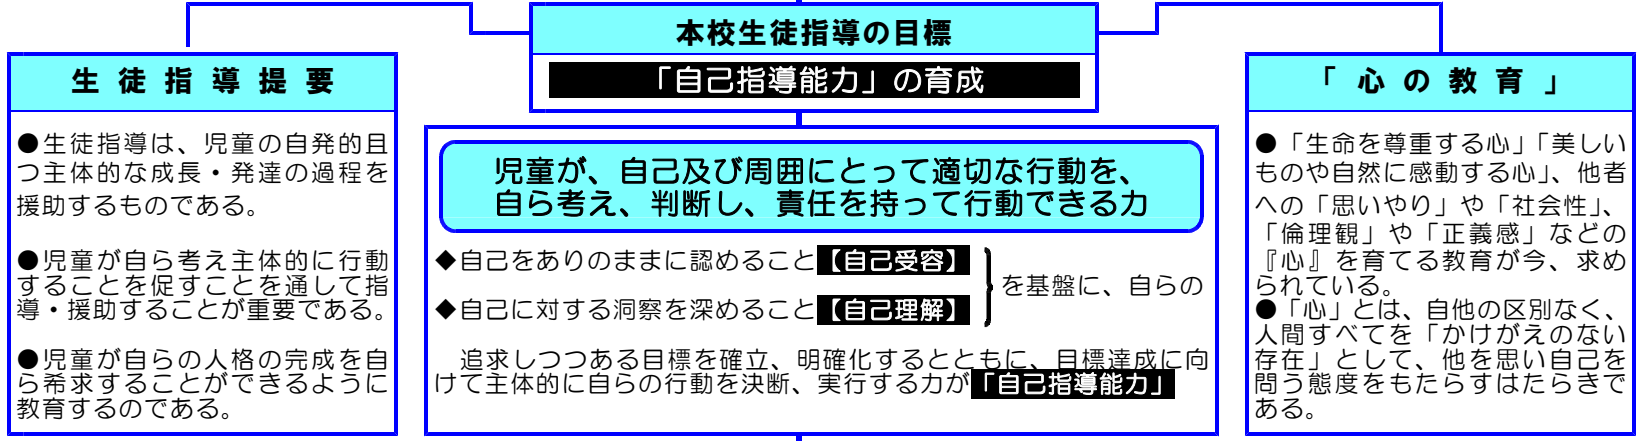 本校生徒指導の目標
「自己指導能力」の育成
生徒指導提要
●生徒指導は、児童の自発的且
つ主体的な成長・発達の過程を
援助するものである。
●児童が自ら考え主体的に行動
することを促すことを通して指
導・援助することが重要である。
●児童が自らの人格の完成を自
ら希求することができるように
教育するのである。
児童が、自己及び周囲にとって適切な行動を、
自ら考え、判断し、責任を持って行動できる力
◆自己をありのままに認めること【自己受容】
◆自己に対する洞察を深めること【自己理解】
を基盤に、自らの
追求しつつある目標を確立、明確化するとともに、目標達成に向
けて主体的に自らの行動を決断、実行する力が「自己指導能力」
「心の教育」
●「生命を尊重する心」「美しい
ものや自然に感動する心」、他者
への「思いやり」や「社会性」、
「倫理観」や「正義感」などの
『心』を育てる教育が今、求め
られている。
●「心」とは、自他の区別なく、
人間すべてを「かけがえのない
存在」として、他を思い自己を
問う態度をもたらすはたらきで
ある。